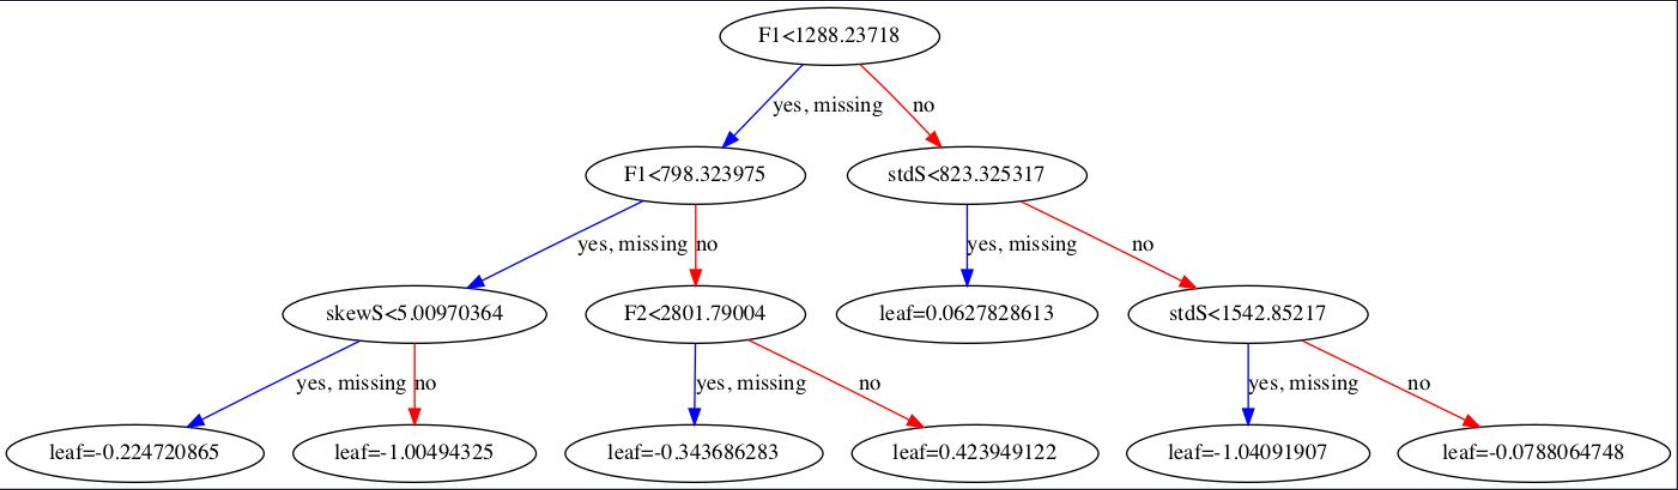 F1<1288.23718
yes, missing
no
F1<798.323975
stdS<823.325317
yes, missing
no
yes, missing
no
skewS<5.00970364
F2<2801.79004
leaf=0.0627828613
stdS<1542.85217
yes, missing
no
yes, missing
no
yes, missing
no
leaf=-0.224720865
leaf=-1.00494325
leaf=-0.343686283
leaf=0.423949122
leaf=-1.04091907
leaf=-0.0788064748